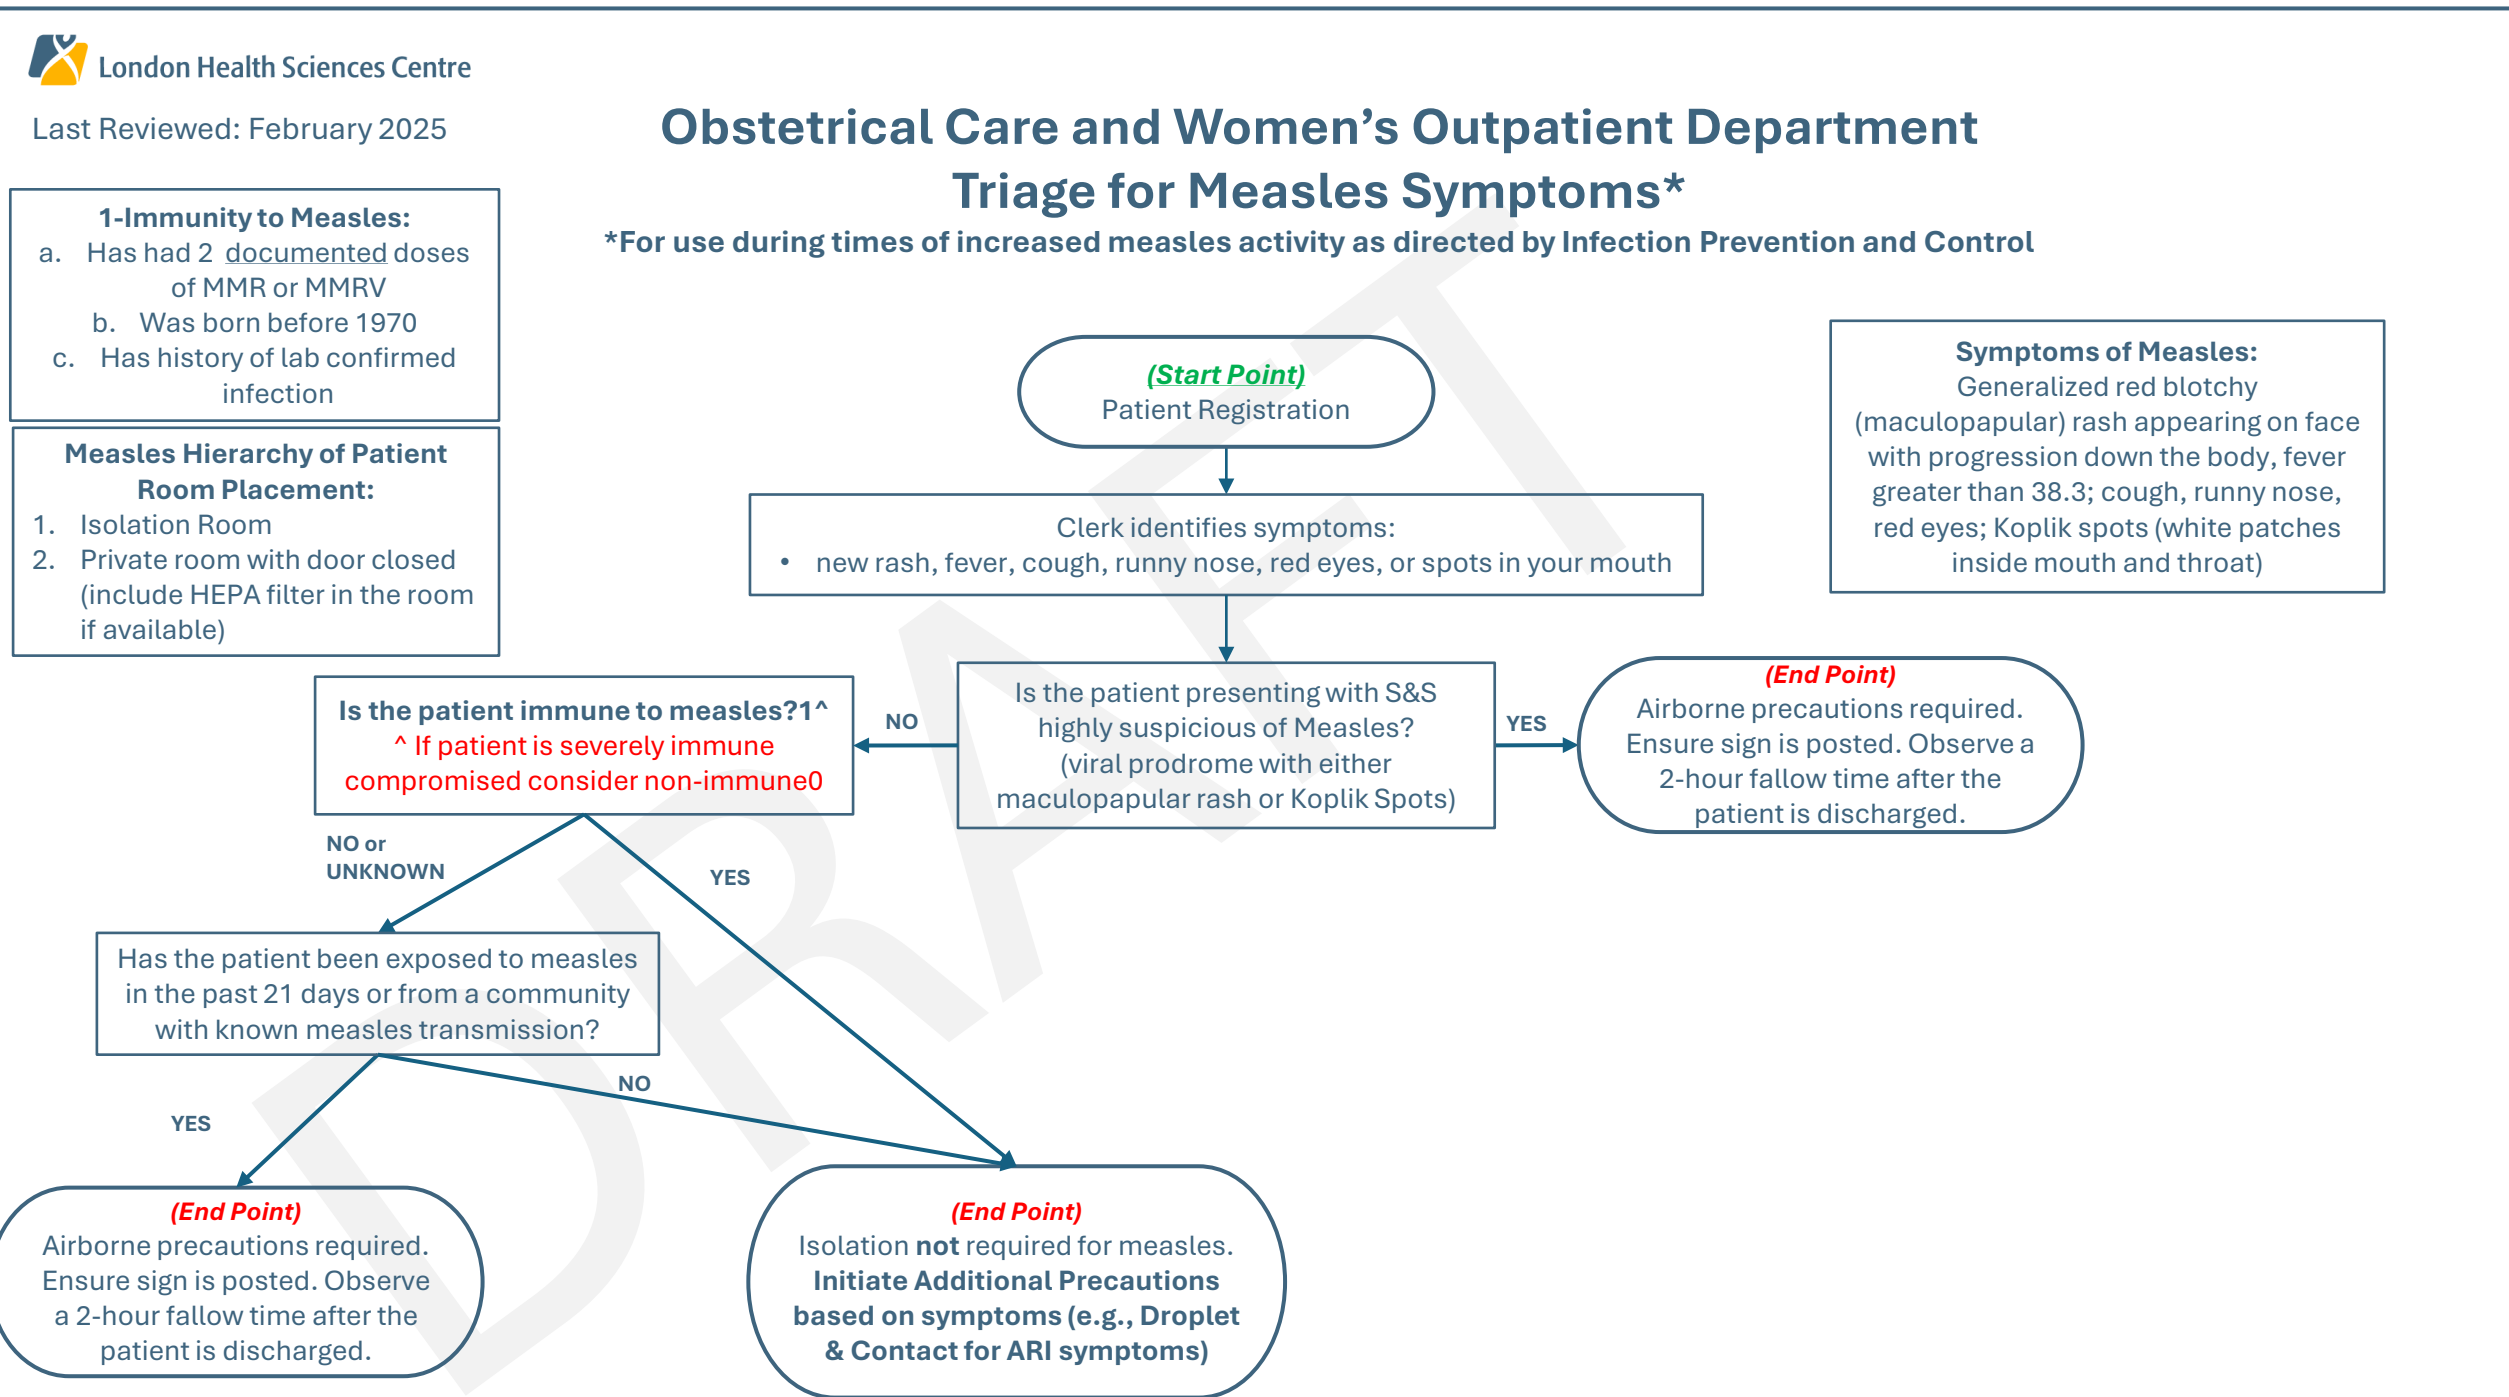 London Health Sciences Centre
Last Reviewed: February 2025
Obstetrical Care and Women's Outpatient Department
Triage for Measles Symptoms*
*For use during times of increased measles activity as directed by Infection Prevention and Control
1-Immunity to Measles:
a. Has had 2 documented doses
of MMR or MMRV
b. Was born before 1970
c. Has history of lab confirmed
infection
Measles Hierarchy of Patient
Room Placement:
1. Isolation Room
2. Private room with door closed
(include HEPA filter in the room
if available)
(Start Point)
Patient Registration
Symptoms of Measles:
Generalized red blotchy
(maculopapular) rash appearing on face
with progression down the body, fever
greater than 38.3; cough, runny nose,
red eyes; Koplik spots (white patches
inside mouth and throat)
Clerk identifies symptoms:
• new rash, fever, cough, runny nose, red eyes, or spots in your mouth
Is the patient presenting with S&S
highly suspicious of Measles?
(viral prodrome with either
maculopapular rash or Koplik Spots)
YES
(End Point)
Airborne precautions required.
Ensure sign is posted. Observe a
2-hour fallow time after the
patient is discharged.
NO
Is the patient immune to measles?1^
^ If patient is severely immune
compromised consider non-immune0
NO or
UNKNOWN
YES
Has the patient been exposed to measles
in the past 21 days or from a community
with known measles transmission?
NO
YES
(End Point)
Airborne precautions required.
Ensure sign is posted. Observe
a 2-hour fallow time after the
patient is discharged.
(End Point)
Isolation not required for measles.
Initiate Additional Precautions
based on symptoms (e.g., Droplet
& Contact for ARI symptoms)
DRAFT